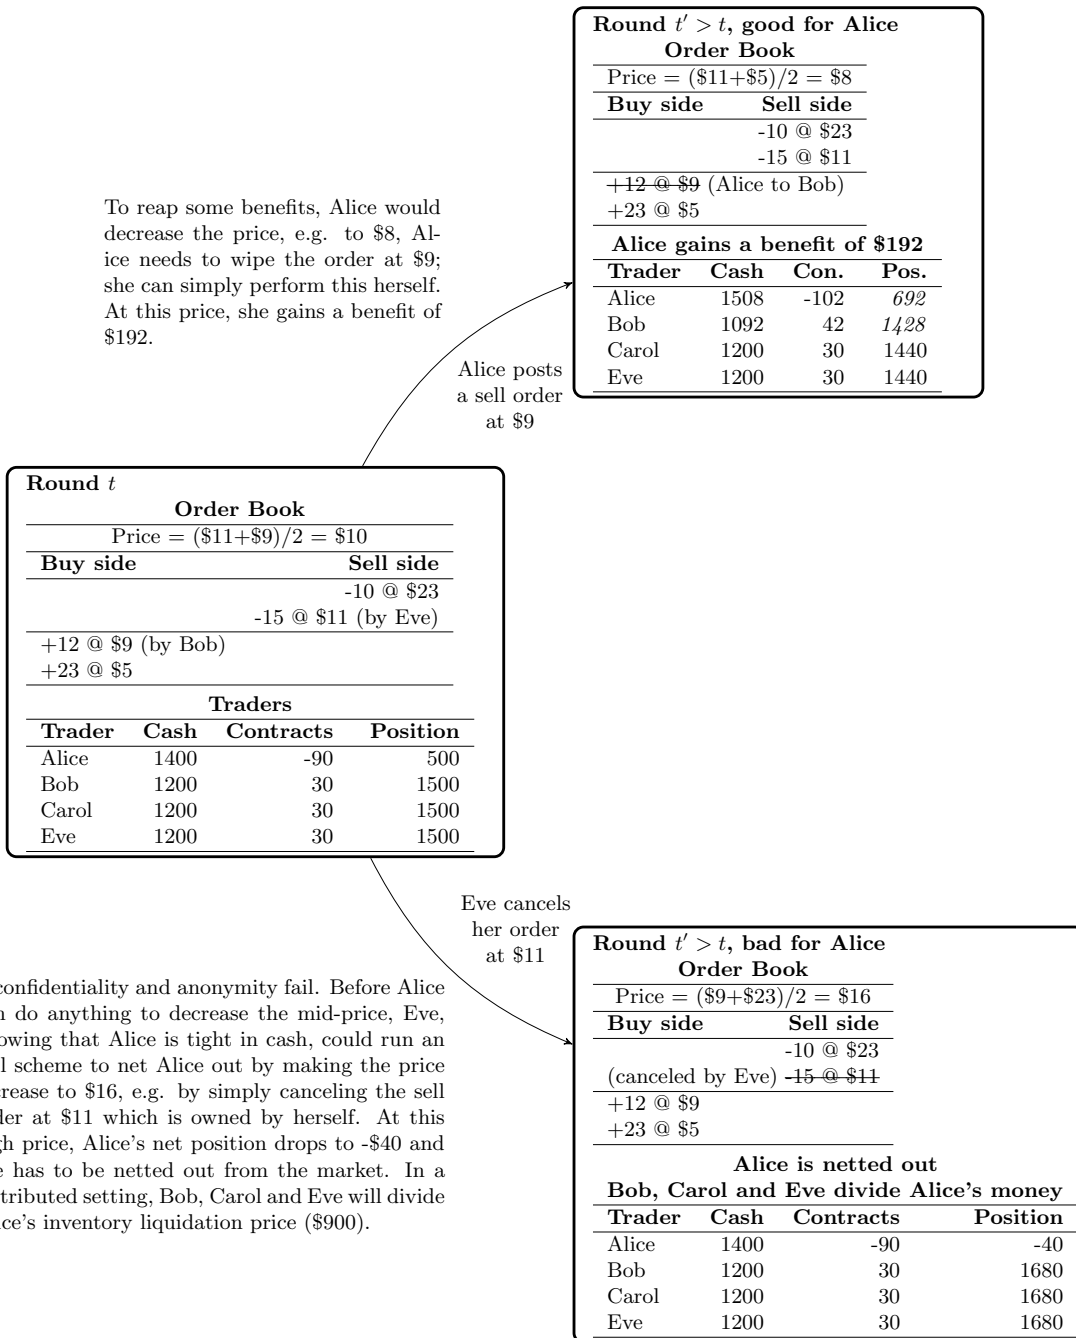 Round t′ > t, good for Alice
Order Book
Price = ($11+$5)/2 = $8
Buy side Sell side
-10 @ $23
-15 @ $11
+12 @ $9 (Alice to Bob)
+23 @ $5
Alice gains a benefit of $192
Trader Cash Con. Pos.
Alice 1508 -102 692
Bob 1092 42 1428
Carol 1200 30 1440
Eve 1200 30 1440
To reap some benefits, Alice would
decrease the price, e.g. to $8, Al-
ice needs to wipe the order at $9;
she can simply perform this herself.
At this price, she gains a benefit of
$192.
Alice posts
a sell order
at $9
Round t
Order Book
Price = ($11+$9)/2 = $10
Buy side Sell side
-10 @ $23
-15 @ $11 (by Eve)
+12 @ $9 (by Bob)
+23 @ $5
Traders
Trader Cash Contracts Position
Alice 1400 -90 500
Bob 1200 30 1500
Carol 1200 30 1500
Eve 1200 30 1500
Eve cancels
her order
at $11
confidentiality and anonymity fail. Before Alice
do anything to decrease the mid-price, Eve,
owing that Alice is tight in cash, could run an
scheme to net Alice out by making the price
crease to $16, e.g. by simply canceling the sell
der at $11 which is owned by herself. At this
gh price, Alice's net position drops to -$40 and
has to be netted out from the market. In a
tributed setting, Bob, Carol and Eve will divide
ice's inventory liquidation price ($900).
Round t′ > t, bad for Alice
Order Book
Price = ($9+$23)/2 = $16
Buy side Sell side
-10 @ $23
(canceled by Eve) -15 @ $11
+12 @ $9
+23 @ $5
Alice is netted out
Bob, Carol and Eve divide Alice's money
Trader Cash Contracts Position
Alice 1400 -90 -40
Bob 1200 30 1680
Carol 1200 30 1680
Eve 1200 30 1680